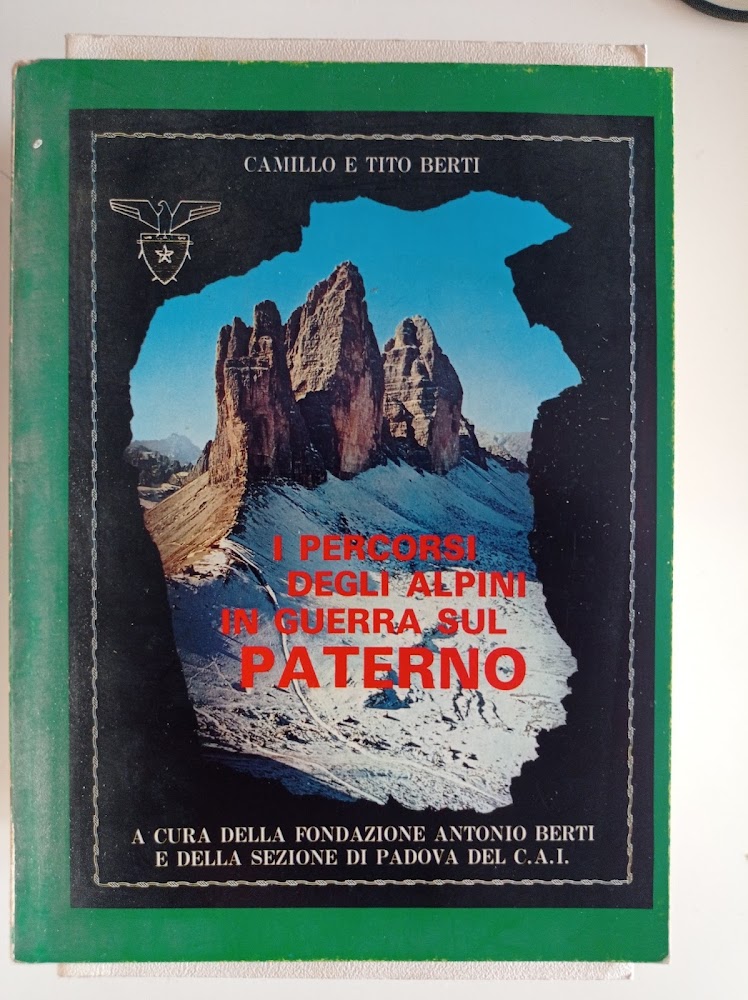 CAMILLO E TITO BERTI
I PERCORSI
DEGLI ALPINI
IN GUERRA SUL
PATERNO
A CURA DELLA FONDAZIONE ANTONIO BERTI
E DELLA SEZIONE DI PADOVA DEL C.A.I.